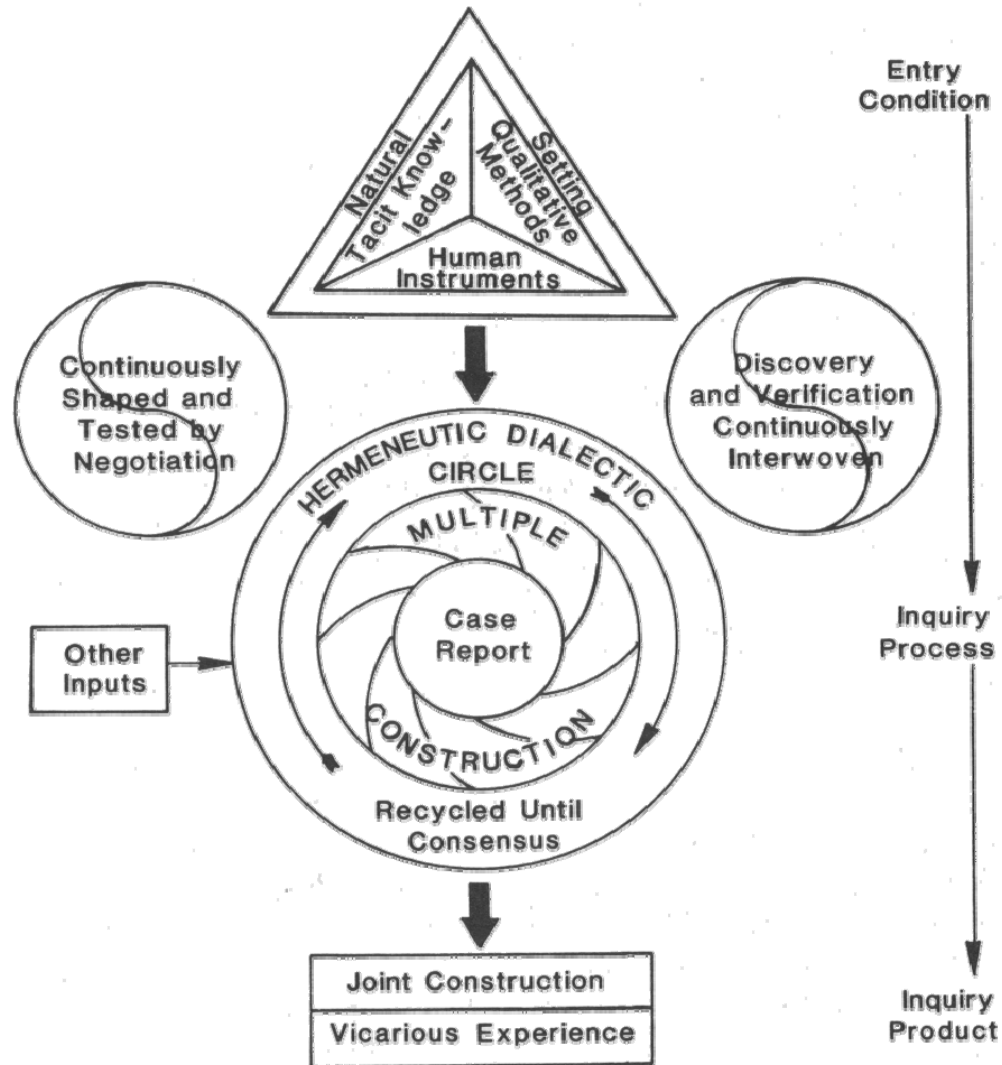 Entry
Condition
Natural
Setting
Tacit Know-
ledge
Qualitative
Methods
Human
Instruments
Continuously
Shaped and
Tested by
Negotiation
Discovery
and Verification
Continuously
Interwoven
HERMENEUTIC DIALECTIC
CIRCLE
MULTIPLE
Case
Report
CONSTRUCTION
Recycled Until
Consensus
Other
Inputs
Inquiry
Process
Joint Construction
Vicarious Experience
Inquiry
Product